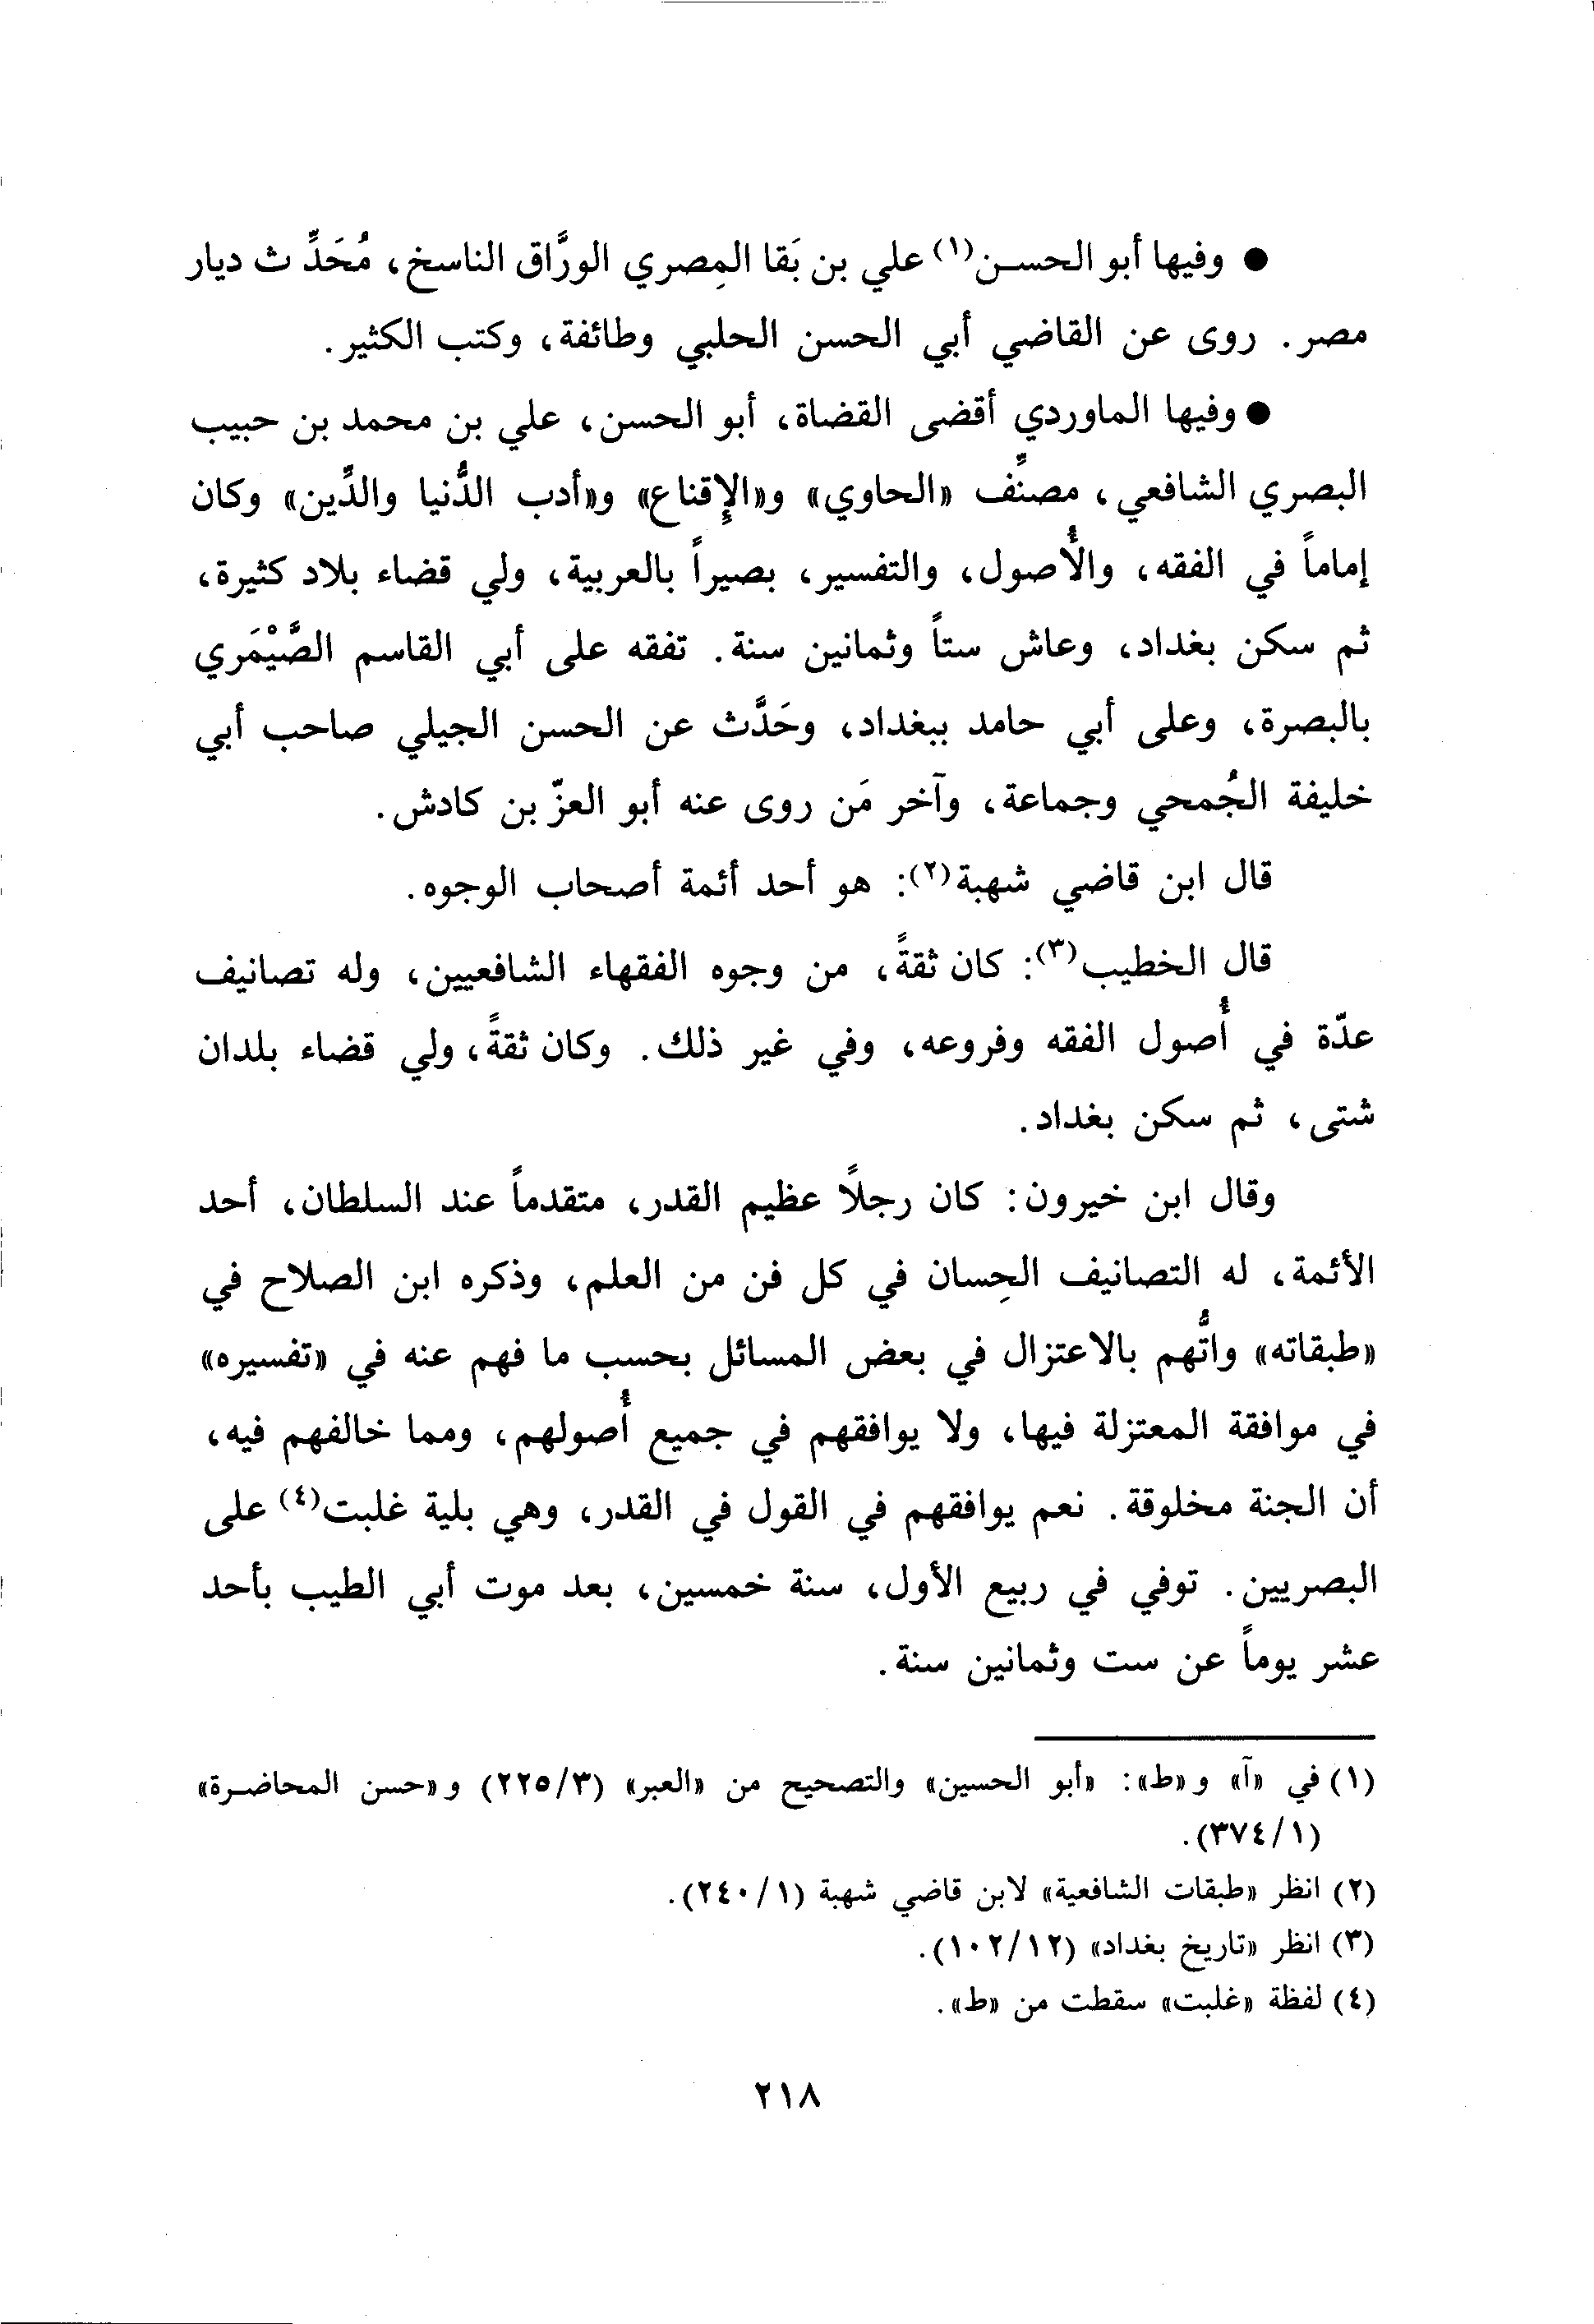 ● وفيها أبو الحسـن(١) علي بن بَقا المِصري الورَّاق الناسخ، مُحَدِّث ديار
مصر. روى عن القاضي أبي الحسن الحلبي وطائفة، وكتب الكثير.
● وفيها الماوردي أقضى القضاة، أبو الحسن، علي بن محمد بن حبيب
البصري الشافعي، مصنِّف «الحاوي» و«الإِقناع» و«أدب الدُّنيا والدِّين» وكان
إماماً في الفقه، والأُصول، والتفسير، بصيراً بالعربية، ولي قضاء بلاد كثيرة،
ثم سكن بغداد، وعاش ستاً وثمانين سنة. تفقه على أبي القاسم الصَّيْمَري
بالبصرة، وعلى أبي حامد ببغداد، وحَدَّث عن الحسن الجيلي صاحب أبي
خليفة الجُمحي وجماعة، وآخر مَن روى عنه أبو العزّ بن كادش.
قال ابن قاضي شهبة(٢): هو أحد أئمة أصحاب الوجوه.
قال الخطيب(٣): كان ثقةً، من وجوه الفقهاء الشافعيين، وله تصانيف
عدّة في أُصول الفقه وفروعه، وفي غير ذلك. وكان ثقةً، ولي قضاء بلدان
شتى، ثم سكن بغداد.
وقال ابن خيرون: كان رجلاً عظيم القدر، متقدماً عند السلطان، أحد
الأئمة، له التصانيف الحِسان في كل فن من العلم، وذكره ابن الصلاح في
«طبقاته» واتُّهم بالاعتزال في بعض المسائل بحسب ما فهم عنه في «تفسيره»
في موافقة المعتزلة فيها، ولا يوافقهم في جميع أُصولهم، ومما خالفهم فيه،
أن الجنة مخلوقة. نعم يوافقهم في القول في القدر، وهي بلية غلبت(٤) على
البصريين. توفي في ربيع الأول، سنة خمسين، بعد موت أبي الطيب بأحد
عشر يوماً عن ست وثمانين سنة.
(١) في «آ» و«ط»: «أبو الحسين» والتصحيح من «العبر» (٢٢٥/٣) و«حسن المحاضـرة»
(٣٧٤/١).
(٢) انظر «طبقات الشافعية» لابن قاضي شهبة (٢٤٠/١).
(٣) انظر «تاريخ بغداد» (١٠٢/١٢).
(٤) لفظة «غلبت» سقطت من «ط».
٢١٨